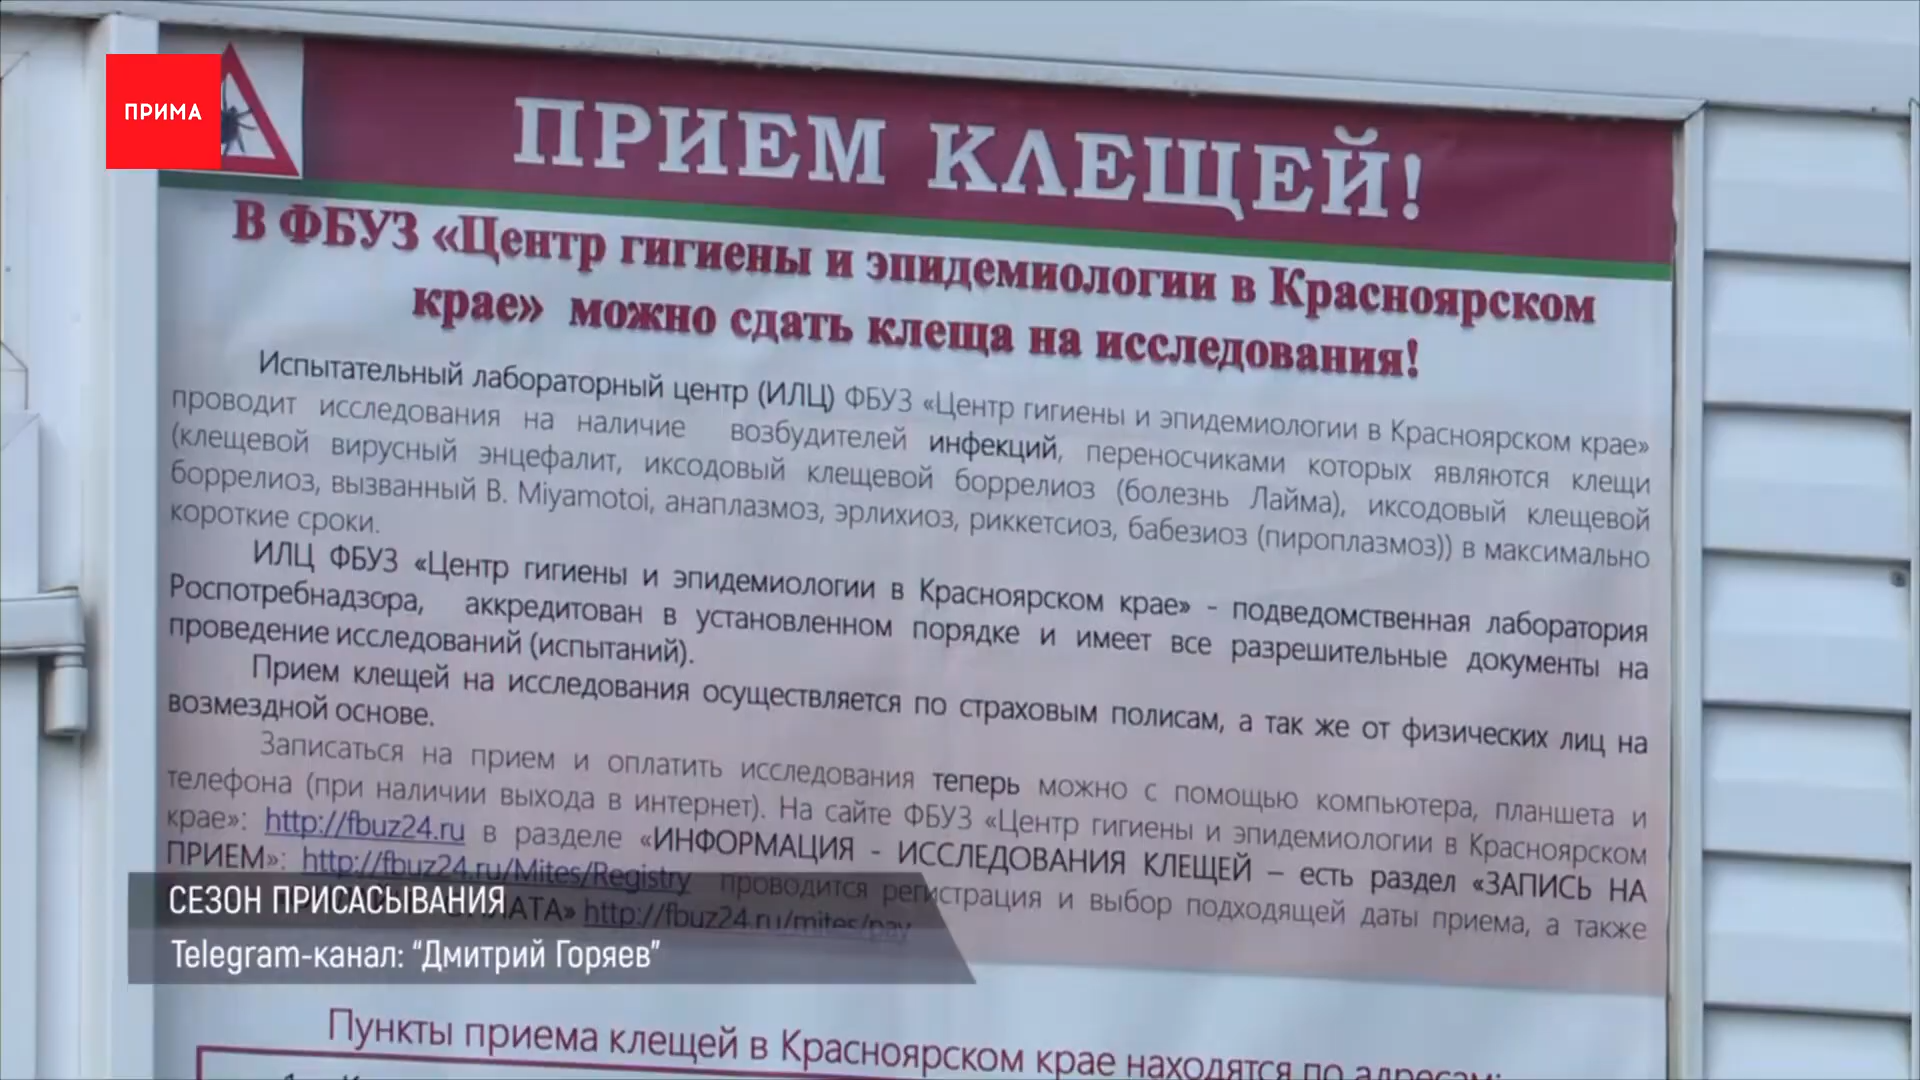 ПРИМА
ПРИЕМ КЛЕЩЕЙ!
В ФБУЗ «Центр гигиены и эпидемиологии в Красноярском
крае» можно сдать клеща на исследования!
Испытательный лабораторный центр (ИЛЦ) ФБУЗ «Центр гигиены и эпидемиологии в Красноярском крае»
проводит исследования на наличие возбудителей инфекций, переносчиками которых являются клещи
(клещевой вирусный энцефалит, иксодовый клещевой боррелиоз (болезнь Лайма), иксодовый клещевой
боррелиоз, вызванный B. Miyamotoi, анаплазмоз, эрлихиоз, риккетсиоз, бабезиоз (пироплазмоз)) в максимально
короткие сроки.
ИЛЦ ФБУЗ «Центр гигиены и эпидемиологии в Красноярском крае» - подведомственная лаборатория
Роспотребнадзора, аккредитован в установленном порядке и имеет все разрешительные документы на
проведение исследований (испытаний).
Прием клещей на исследования осуществляется по страховым полисам, а так же от физических лиц на
возмездной основе.
Записаться на прием и оплатить исследования теперь можно с помощью компьютера, планшета и
телефона (при наличии выхода в интернет). На сайте ФБУЗ «Центр гигиены и эпидемиологии в Красноярском
крае»: http://fbuz24.ru в разделе «ИНФОРМАЦИЯ - ИССЛЕДОВАНИЯ КЛЕЩЕЙ – есть раздел «ЗАПИСЬ НА
ПРИЕМ»: http://fbuz24.ru/Mites/Registry проводится регистрация и выбор подходящей даты приема, а также
http://fbuz24.ru/mites/pay
СЕЗОН ПРИСАСЫВАНИЯ
Telegram-канал: “Дмитрий Горяев”
Пункты приема клещей в Красноярском крае находятся по адресам: